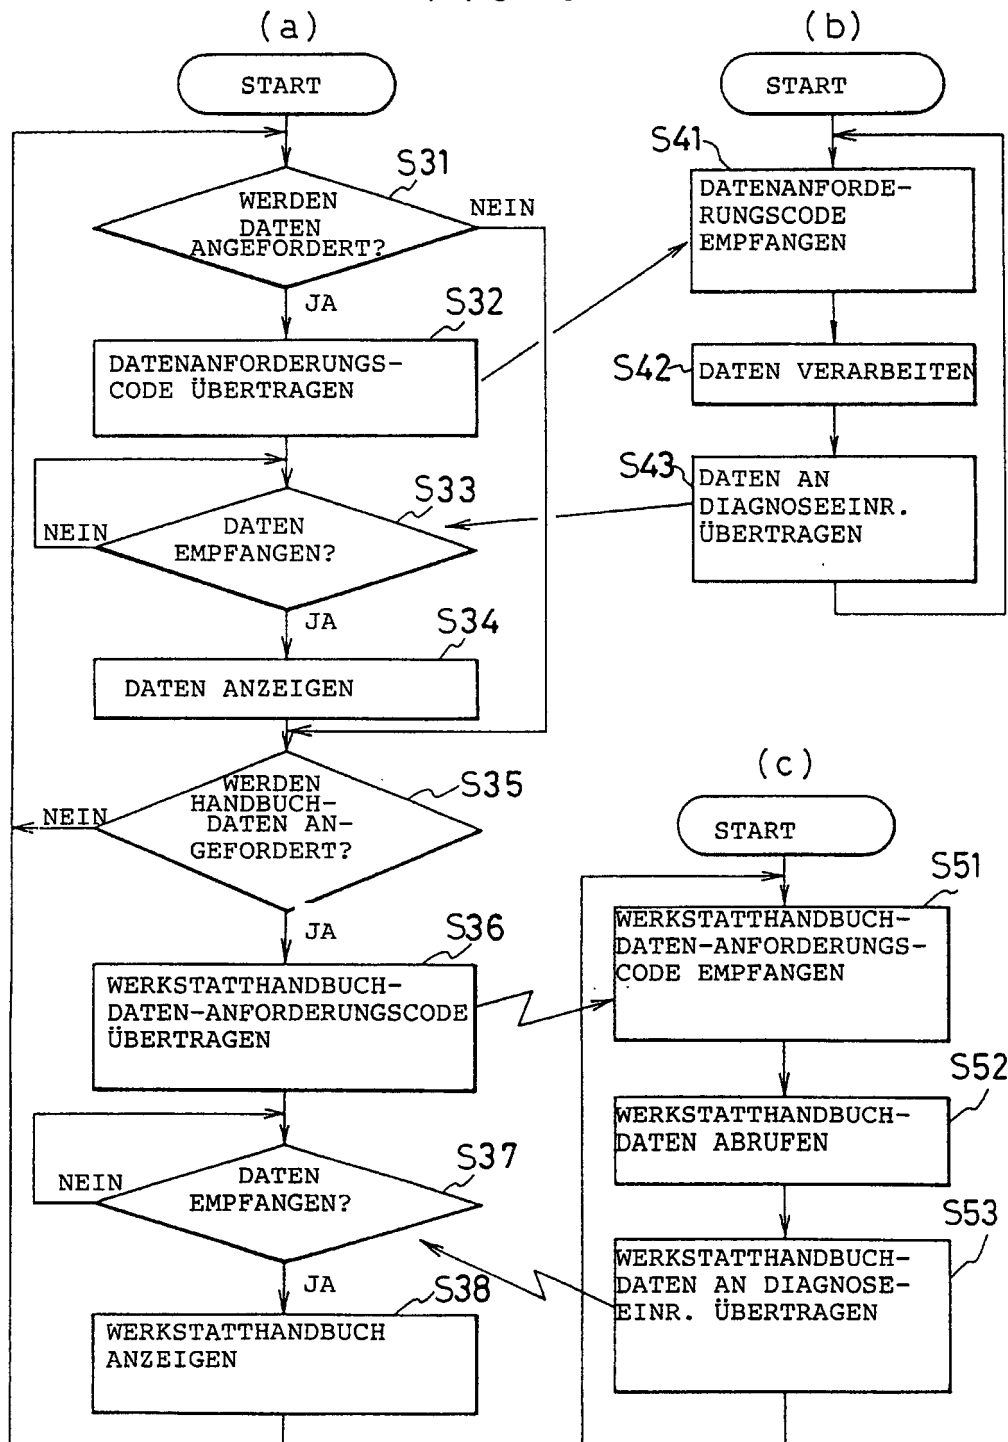 (a)
START
S31
WERDEN
DATEN
ANGEFORDERT?
NEIN
JA
S32
DATENANFORDERUNGS-
CODE ÜBERTRAGEN
S33
DATEN
EMPFANGEN?
NEIN
JA
S34
DATEN ANZEIGEN
S35
WERDEN
HANDBUCH-
DATEN AN-
GEFORDERT?
NEIN
JA
S36
WERKSTATTHANDBUCH-
DATEN-ANFORDERUNGSCODE
ÜBERTRAGEN
S37
DATEN
EMPFANGEN?
NEIN
JA
S38
WERKSTATTHANDBUCH
ANZEIGEN
(b)
START
S41
DATENANFORDE-
RUNGSCODE
EMPFANGEN
S42
DATEN VERARBEITEN
S43
DATEN AN
DIAGNOSEEINR.
ÜBERTRAGEN
(c)
START
S51
WERKSTATTHANDBUCH-
DATEN-ANFORDERUNGS-
CODE EMPFANGEN
S52
WERKSTATTHANDBUCH-
DATEN ABRUFEN
S53
WERKSTATTHANDBUCH-
DATEN AN DIAGNOSE-
EINR. ÜBERTRAGEN